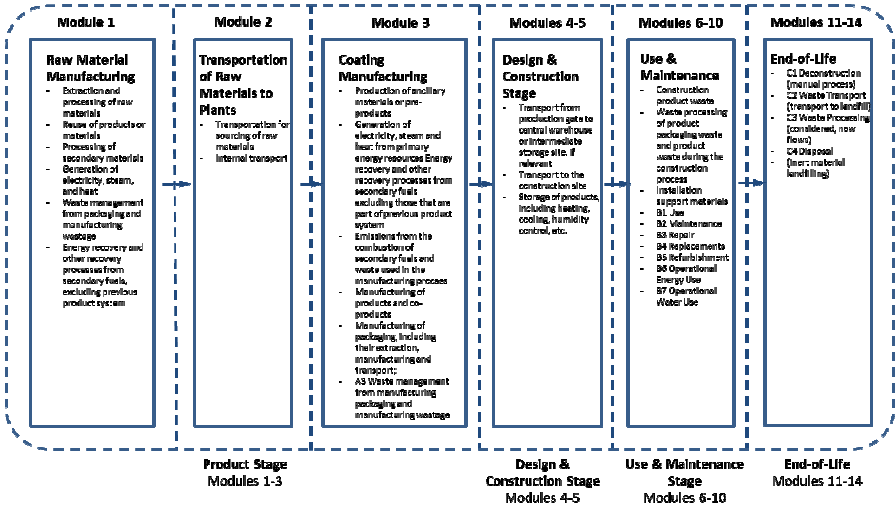 Module 1
Module 2
Module 3
Modules 4-5
Modules 6-10
Modules 11-14
Raw Material
Manufacturing
- Extraction and
processing of raw
materials
- Reuse of products or
materials
- Processing of
secondary materials
- Generation of
electricity, steam,
and heat
- Waste management
from packaging and
manufacturing
wastage
- Energy recovery and
other recovery
processes from
secondary fuels,
excluding previous
product system
Transportation
of Raw
Materials to
Plants
- Transportation for
sourcing of raw
materials
- Internal transport
Coating
Manufacturing
- Production of ancillary
materials or pre-
products
- Generation of
electricity, steam and
heat from primary
energy resources Energy
recovery and other
recovery processes from
secondary fuels
excluding those that are
part of previous product
system
- Emissions from the
combustion of
secondary fuels and
waste used in the
manufacturing process
- Manufacturing of
products and co-
products
- Manufacturing of
packaging, including
their extraction,
manufacturing and
transport;
- A3 Waste management
from manufacturing
packaging and
manufacturing wastage
Design &
Construction
Stage
- Transport from
production gate to
central warehouse
or intermediate
storage site, if
relevant
- Transport to the
construction site
- Storage of products,
including heating,
cooling, humidity
control, etc.
Use &
Maintenance
- Construction
product waste
- Waste processing
of product
packaging waste
and product
waste during the
construction
process
- Installation
support materials
- B1 Use
- B2 Maintenance
- B3 Repair
- B4 Replacements
- B5 Refurbishment
- B6 Operational
Energy Use
- B7 Operational
Water Use
End-of-Life
- C1 Deconstruction
(manual process)
- C2 Waste Transport
(transport to landfill)
- C3 Waste Processing
(considered, now
flows)
- C4 Disposal
- (inert material
landfilling)
Product Stage
Modules 1-3
Design &
Construction Stage
Modules 4-5
Use & Maintenance
Stage
Modules 6-10
End-of-Life
Modules 11-14